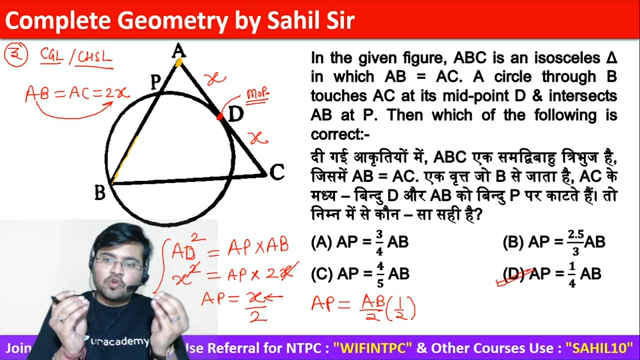 Complete Geometry by Sahil Sir
CGL / CHSL
AB = AC = 2x
A
P
x
M.P.
D
x
C
B
In the given figure, ABC is an isosceles Δ
in which AB = AC. A circle through B
touches AC at its mid-point D & intersects
AB at P. Then which of the following is
correct:-
दी गई आकृतियों में, ABC एक समद्विबाहु त्रिभुज है,
जिसमें AB = AC. एक वृत्त जो B से जाता है, AC के
मध्य – बिन्दु D और AB को बिन्दु P पर काटते हैं। तो
निम्न में से कौन – सा सही है?
(A) AP = 3/4 AB
(B) AP = 2.5/3 AB
(C) AP = 4/5 AB
(D) AP = 1/4 AB
AD² = AP × AB
x² = AP × 2x
AP = x/2
AP = AB/2 (1/2)
unacademy
Join
Use Referral for NTPC : "WIFINTPC" & Other Courses Use : "SAHIL10"